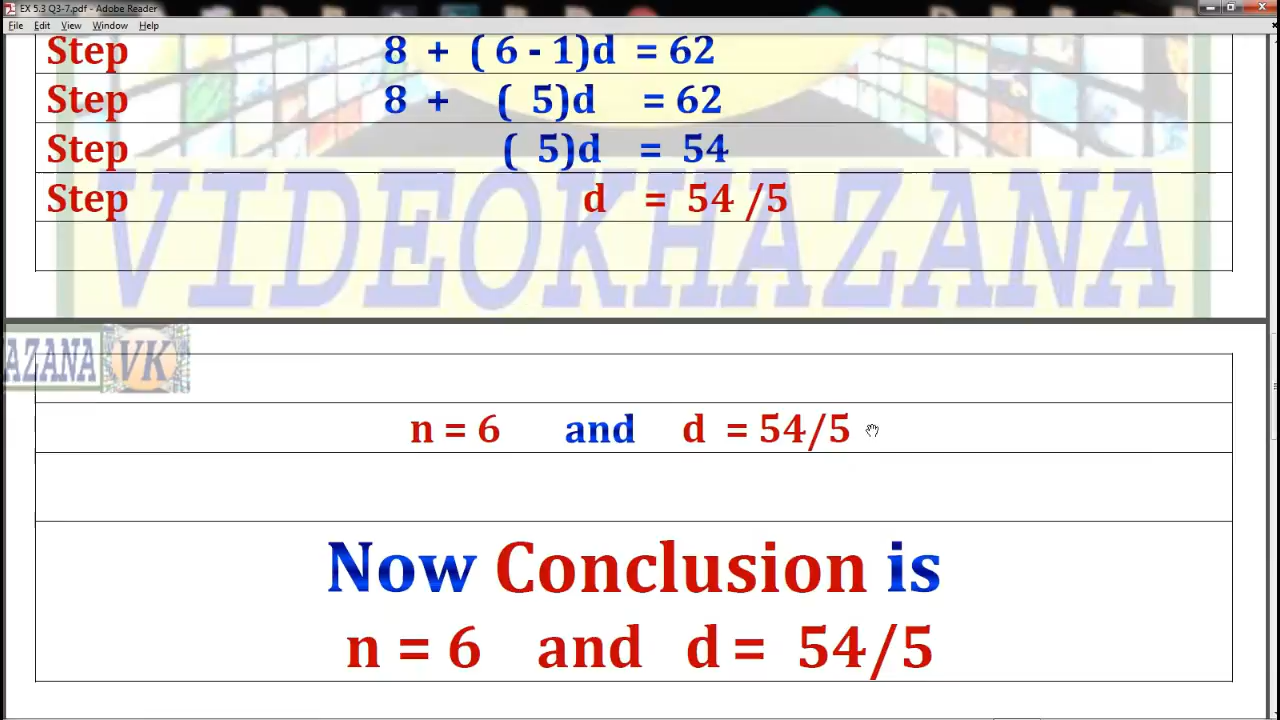 EX 5.3 Q3-7.pdf - Adobe Reader
File Edit View Window Help
Step 8 + ( 6 - 1)d = 62
Step 8 + ( 5)d = 62
Step ( 5)d = 54
Step d = 54 /5
VIDEOKHAZANA
AZANA VK
n = 6 and d = 54/5
Now Conclusion is
n = 6 and d = 54/5